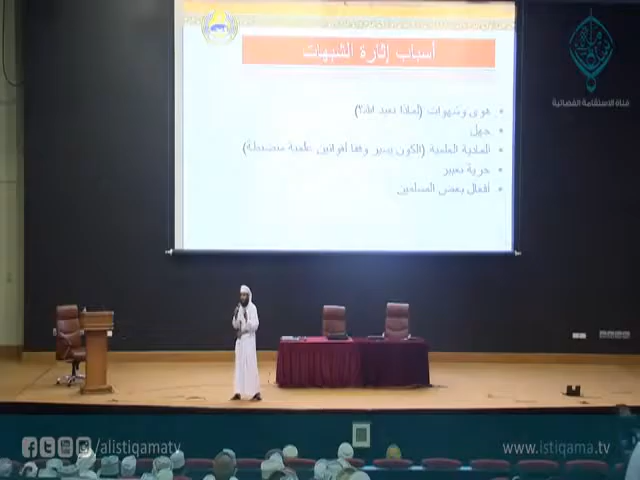 أسباب إثارة الشبهات
قناة الاستقامة الفضائية
• هوى وشهوات (لماذا نعبد الله؟)
• جهل
• المادية العلمية (الكون يسير وفقا لقوانين علمية منضبطة)
• حرية تعبير
• أفعال بعض المسلمين
/alistiqamatv
www.istiqama.tv